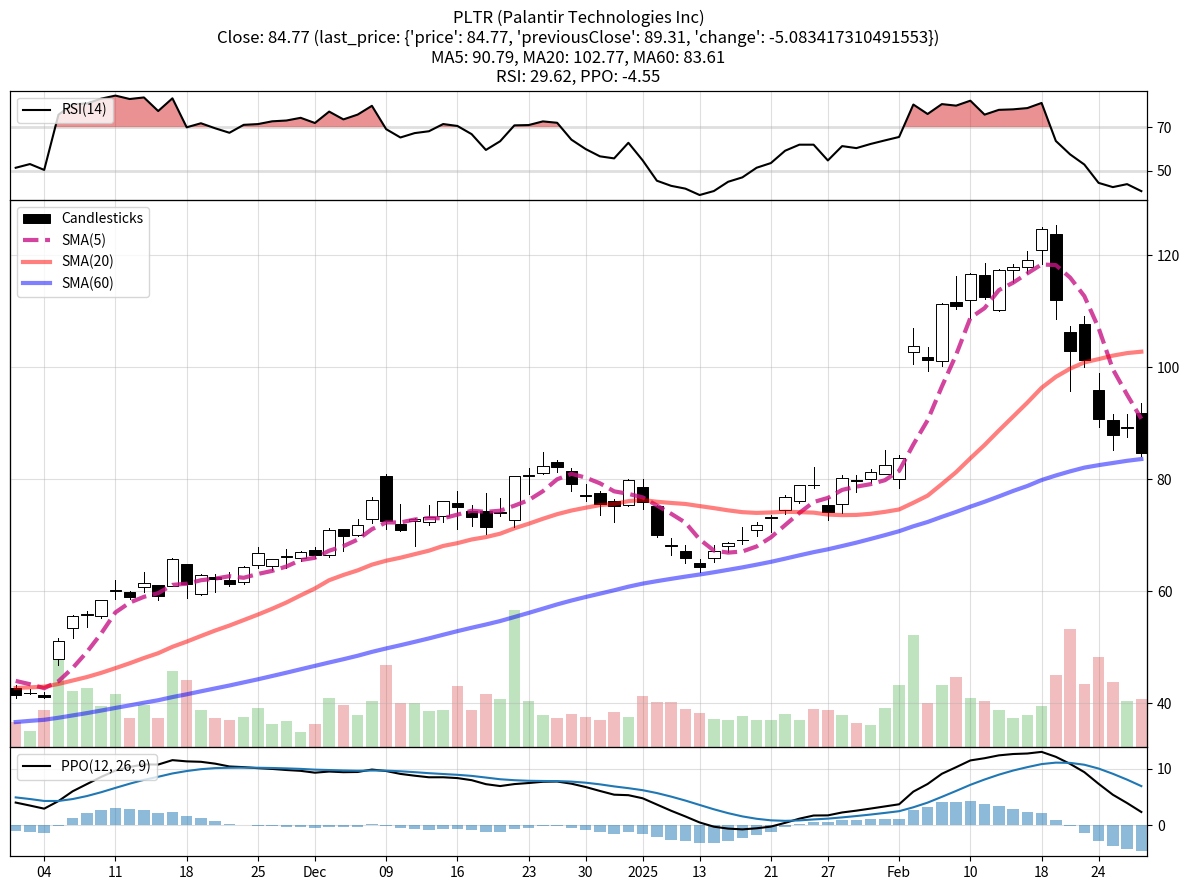 PLTR (Palantir Technologies Inc)
Close: 84.77 (last_price: {'price': 84.77, 'previousClose': 89.31, 'change': -5.083417310491553})
MA5: 90.79, MA20: 102.77, MA60: 83.61
RSI: 29.62, PPO: -4.55
RSI(14)
70
50
Candlesticks
SMA(5)
SMA(20)
SMA(60)
120
100
80
60
40
PPO(12, 26, 9)
10
0
04 11 18 25 Dec 09 16 23 30 2025 13 21 27 Feb 10 18 24